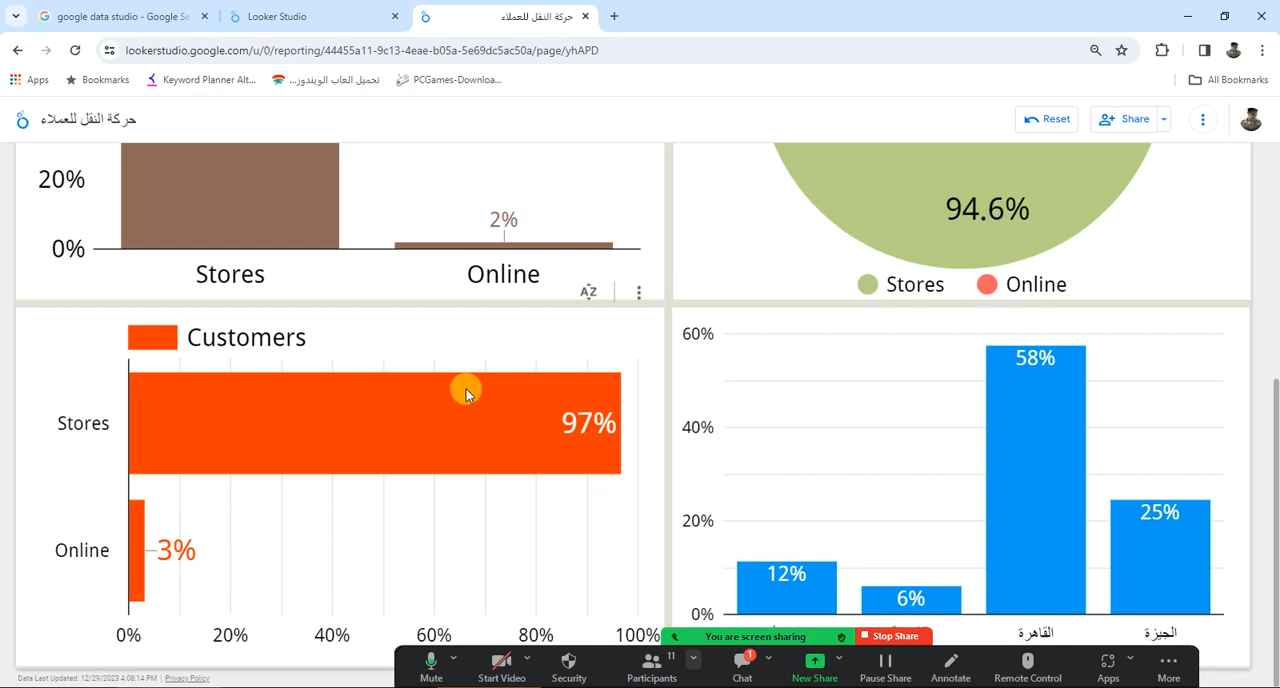 google data studio - Google Se
Looker Studio
حركة النقل للعملاء
lookerstudio.google.com/u/0/reporting/44455a11-9c13-4eae-b05a-5e69dc5ac50a/page/yhAPD
Apps
Bookmarks
Keyword Planner Alt...
تحميل العاب الويندوز...
PCGames-Downloa...
All Bookmarks
حركة النقل للعملاء
Reset
Share
20%
0%
2%
Stores
Online
AZ
94.6%
Stores
Online
Customers
Stores
97%
Online
3%
0%
20%
40%
60%
80%
100%
60%
40%
20%
0%
12%
6%
58%
25%
القاهرة
الجيزة
You are screen sharing
Stop Share
Mute
Start Video
Security
11
Participants
1
Chat
New Share
Pause Share
Annotate
Remote Control
Apps
More
Data Last Updated: 12/29/2023 4:08:14 PM
Privacy Policy